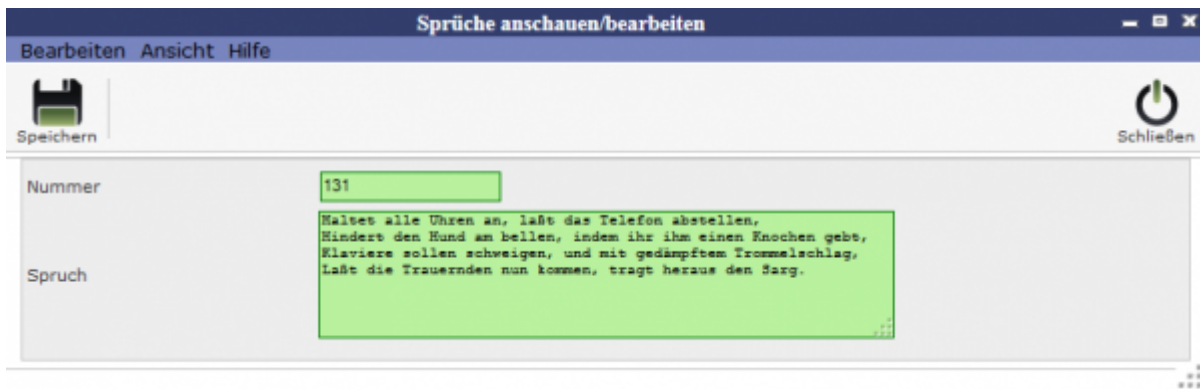 Sprüche anschauen/bearbeiten
Bearbeiten Ansicht Hilfe
Speichern
Schließen
Nummer
131
Spruch
Haltet alle Uhren an, laßt das Telefon abstellen,
Hindert den Hund am bellen, indem ihr ihm einen Knochen gebt,
Klaviere sollen schweigen, und mit gedämpftem Trommelschlag,
Laßt die Trauernden nun kommen, tragt heraus den Sarg.